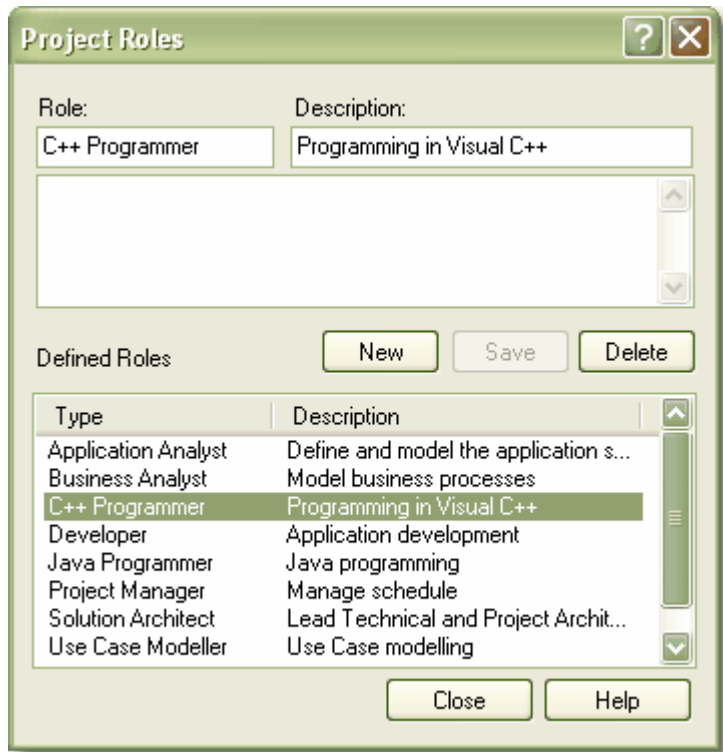 Project Roles
Role: Description:
C++ Programmer Programming in Visual C++
Defined Roles New Save Delete
Type Description
Application Analyst Define and model the application s...
Business Analyst Model business processes
C++ Programmer Programming in Visual C++
Developer Application development
Java Programmer Java programming
Project Manager Manage schedule
Solution Architect Lead Technical and Project Archit...
Use Case Modeller Use Case modelling
Close Help